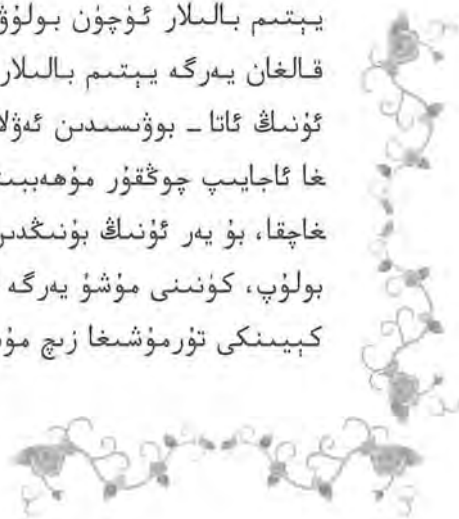 يېتىم بالىلار ئۈچۈن
قالغان يەرگە يېتىم بالىلار
ئۇنىڭ ئاتا ـ بوۋىسىدىن
غا ئاجايىپ چوڭقۇر
غاچقا، بۇ يەر ئۇنىڭ
بولۇپ، كۈنىنى مۇشۇ يەرگە
كېيىنكى تۇرمۇشىغا زىچ